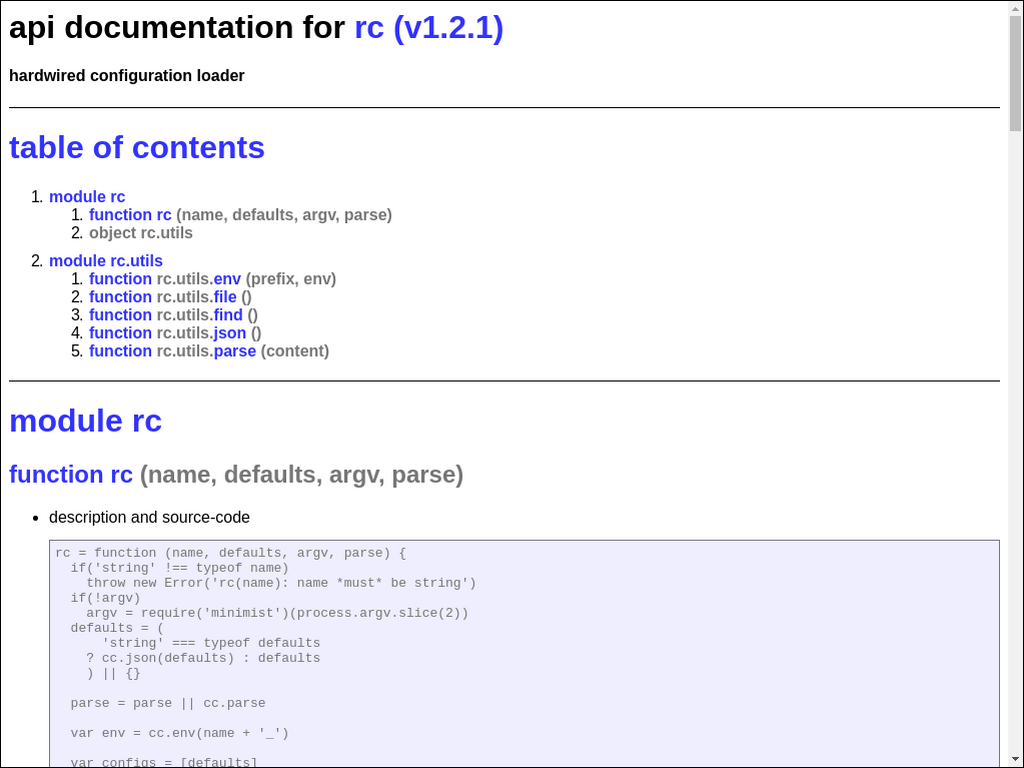 api documentation for rc (v1.2.1)
hardwired configuration loader
table of contents
1. module rc
1. function rc (name, defaults, argv, parse)
2. object rc.utils
2. module rc.utils
1. function rc.utils.env (prefix, env)
2. function rc.utils.file ()
3. function rc.utils.find ()
4. function rc.utils.json ()
5. function rc.utils.parse (content)
module rc
function rc (name, defaults, argv, parse)
• description and source-code
rc = function (name, defaults, argv, parse) {
  if('string' !== typeof name)
    throw new Error('rc(name): name *must* be string')
  if(!argv)
    argv = require('minimist')(process.argv.slice(2))
  defaults = (
      'string' === typeof defaults
    ? cc.json(defaults) : defaults
    ) || {}
  parse = parse || cc.parse
  var env = cc.env(name + '_')
  var configs = [defaults]